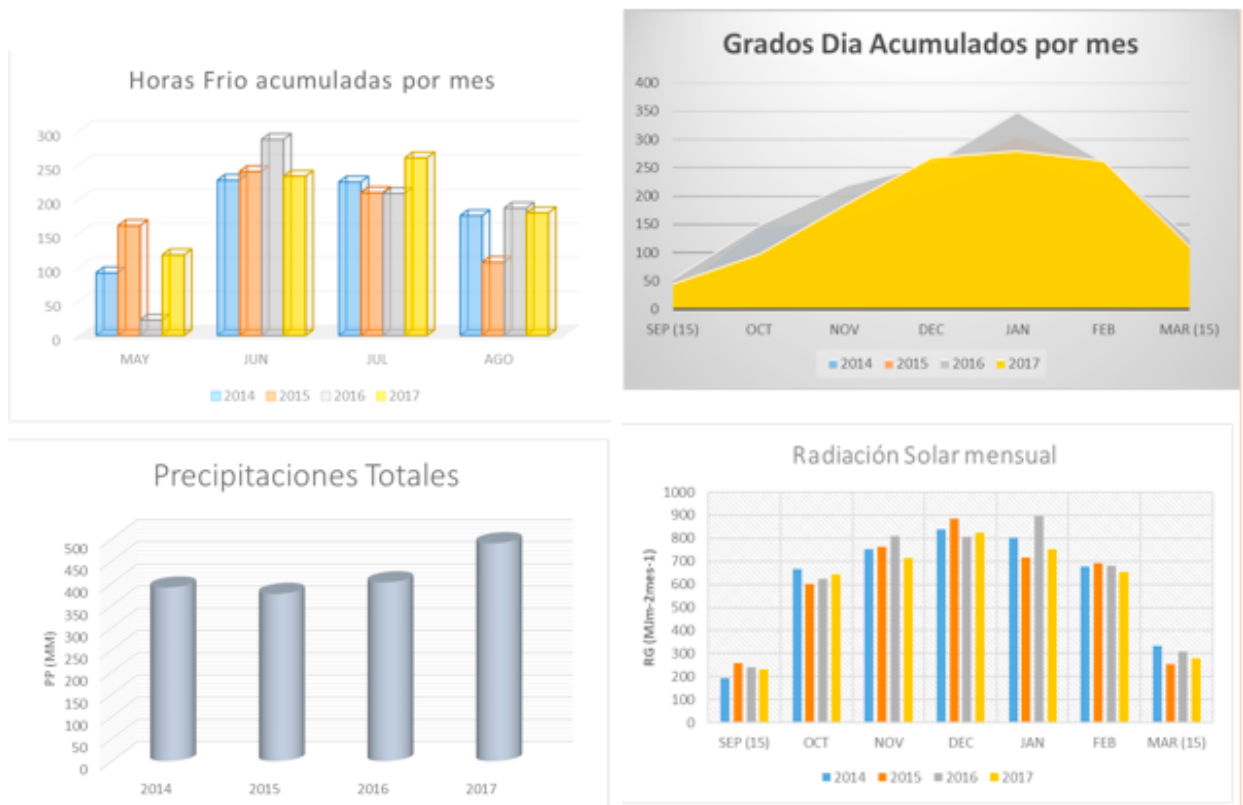 Horas Frio acumuladas por mes
300
250
200
150
100
50
0
MAY JUN JUL AGO
2014 2015 2016 2017
Grados Dia Acumulados por mes
400
350
300
250
200
150
100
50
0
SEP (15) OCT NOV DEC JAN FEB MAR (15)
2014 2015 2016 2017
Precipitaciones Totales
PP (MM)
500
450
400
350
300
250
200
150
100
50
0
2014 2015 2016 2017
Radiación Solar mensual
RG (MJm-2mes-1)
1000
900
800
700
600
500
400
300
200
100
0
SEP (15) OCT NOV DEC JAN FEB MAR (15)
2014 2015 2016 2017